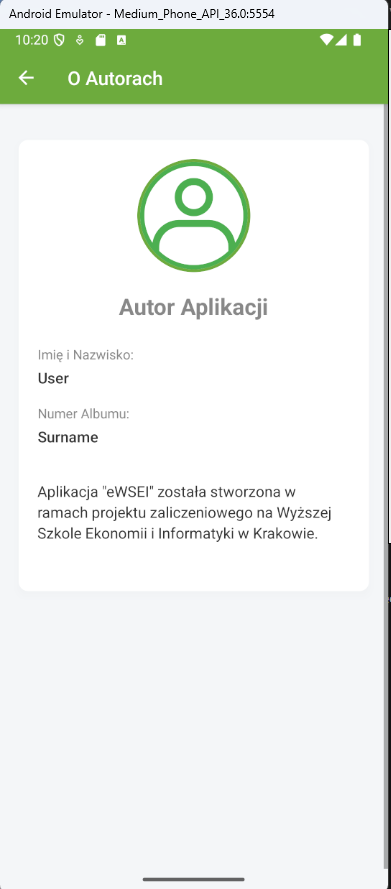 Android Emulator - Medium_Phone_API_36.0:5554
10:20
O Autorach
Autor Aplikacji
Imię i Nazwisko:
User
Numer Albumu:
Surname
Aplikacja "eWSEI" została stworzona w
ramach projektu zaliczeniowego na Wyższej
Szkole Ekonomii i Informatyki w Krakowie.